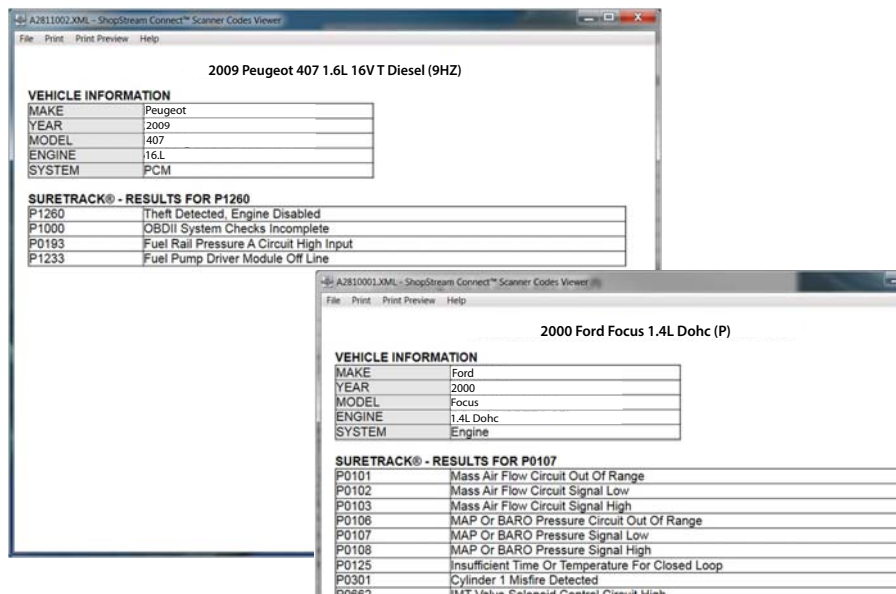 A2811002.XML - ShopStream Connect™ Scanner Codes Viewer
File Print Print Preview Help
2009 Peugeot 407 1.6L 16V T Diesel (9HZ)
VEHICLE INFORMATION
MAKE Peugeot
YEAR 2009
MODEL 407
ENGINE 16.L
SYSTEM PCM
SURETRACK® - RESULTS FOR P1260
P1260 Theft Detected, Engine Disabled
P1000 OBDII System Checks Incomplete
P0193 Fuel Rail Pressure A Circuit High Input
P1233 Fuel Pump Driver Module Off Line
A2810001.XML - ShopStream Connect™ Scanner Codes Viewer
File Print Print Preview Help
2000 Ford Focus 1.4L Dohc (P)
VEHICLE INFORMATION
MAKE Ford
YEAR 2000
MODEL Focus
ENGINE 1.4L Dohc
SYSTEM Engine
SURETRACK® - RESULTS FOR P0107
P0101 Mass Air Flow Circuit Out Of Range
P0102 Mass Air Flow Circuit Signal Low
P0103 Mass Air Flow Circuit Signal High
P0106 MAP Or BARO Pressure Circuit Out Of Range
P0107 MAP Or BARO Pressure Signal Low
P0108 MAP Or BARO Pressure Signal High
P0125 Insufficient Time Or Temperature For Closed Loop
P0301 Cylinder 1 Misfire Detected
P0662 IMT Valve Solenoid Control Circuit High